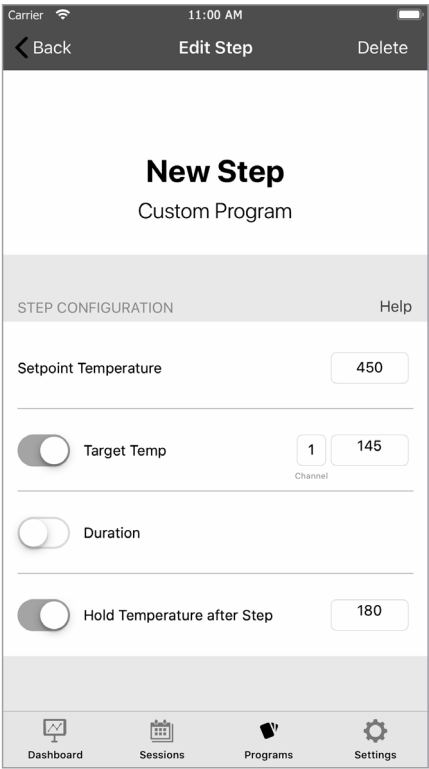 Carrier 11:00 AM
Back Edit Step Delete
New Step
Custom Program
STEP CONFIGURATION Help
Setpoint Temperature 450
Target Temp 1 145
Channel
Duration
Hold Temperature after Step 180
Dashboard Sessions Programs Settings